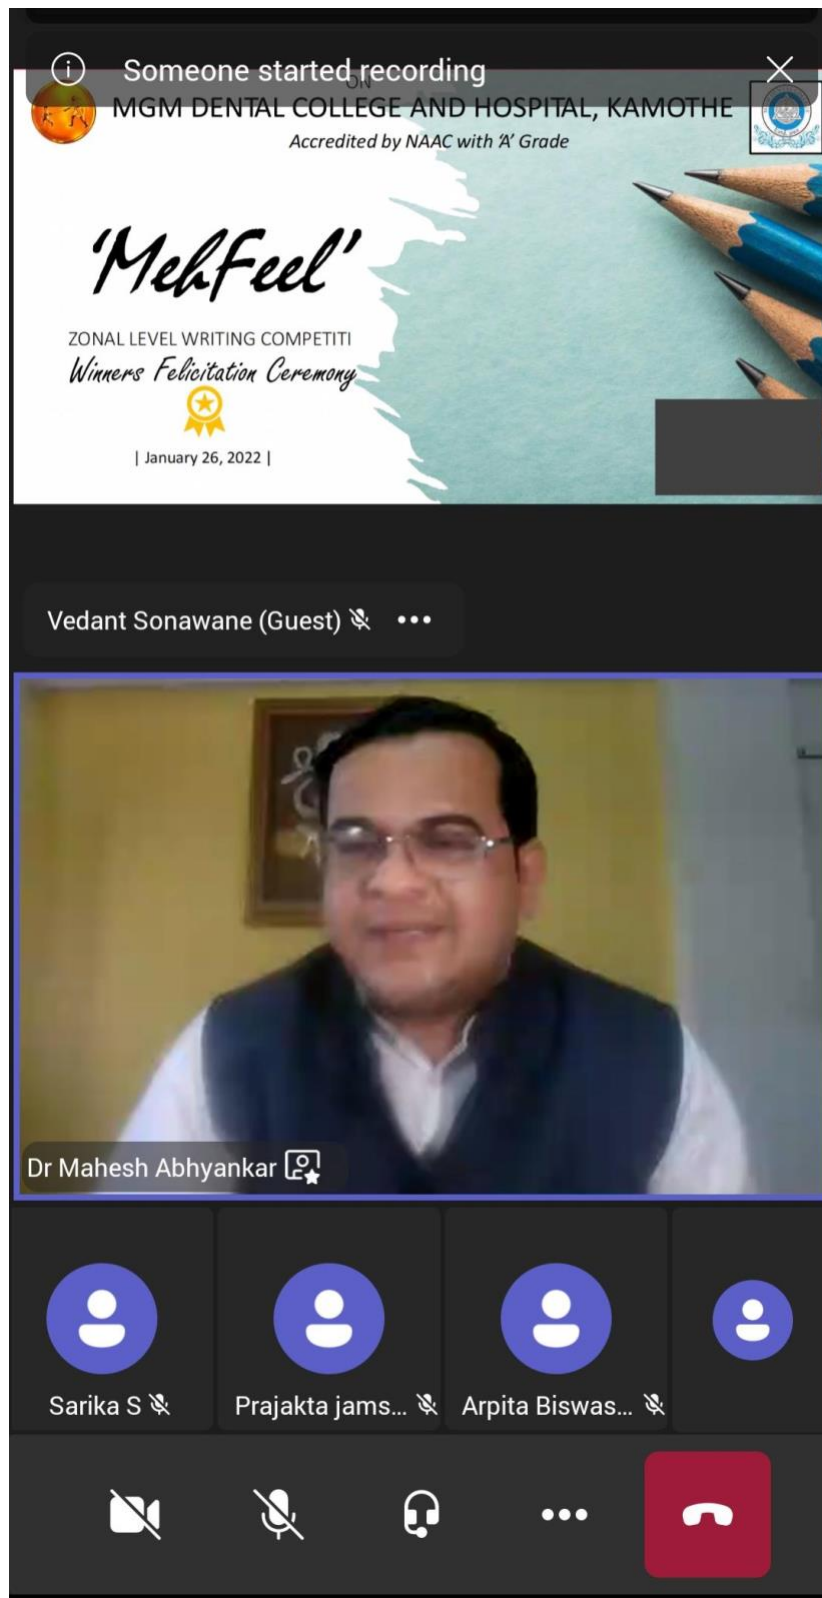 Someone started recording
ON
MGM DENTAL COLLEGE AND HOSPITAL, KAMOTHE
Accredited by NAAC with 'A' Grade
'MehFeel'
ZONAL LEVEL WRITING COMPETITI
Winners Felicitation Ceremony
| January 26, 2022 |
Vedant Sonawane (Guest)
Dr Mahesh Abhyankar
Sarika S
Prajakta jams...
Arpita Biswas...